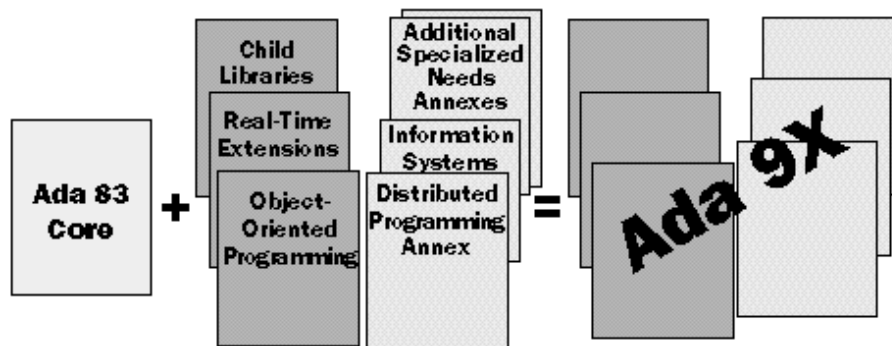 Ada 83
Core
+
Child
Libraries
Real-Time
Extensions
Object-
Oriented
Programming
Additional
Specialized
Needs
Annexes
Information
Systems
Distributed
Programming
Annex
=
Ada 9X